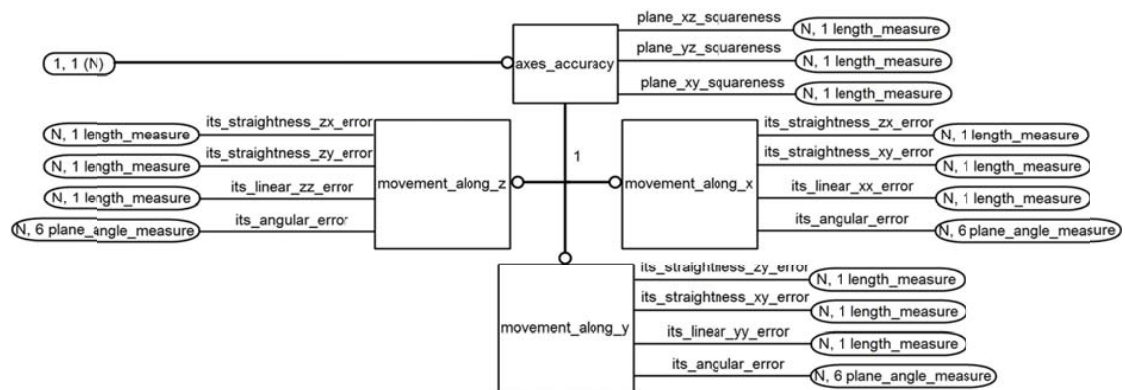 plane_xz_squareness
N, 1 length_measure
1, 1 (N)
axes_accuracy
plane_yz_squareness
N, 1 length_measure
plane_xy_squareness
N, 1 length_measure
its_straightness_zx_error
N, 1 length_measure
its_straightness_zy_error
N, 1 length_measure
movement_along_z
its_linear_zz_error
N, 1 length_measure
its_angular_error
N, 6 plane_angle_measure
1
its_straightness_zx_error
N, 1 length_measure
its_straightness_xy_error
N, 1 length_measure
movement_along_x
its_linear_xx_error
N, 1 length_measure
its_angular_error
N, 6 plane_angle_measure
its_straightness_zy_error
N, 1 length_measure
its_straightness_xy_error
N, 1 length_measure
movement_along_y
its_linear_yy_error
N, 1 length_measure
its_angular_error
N, 6 plane_angle_measure